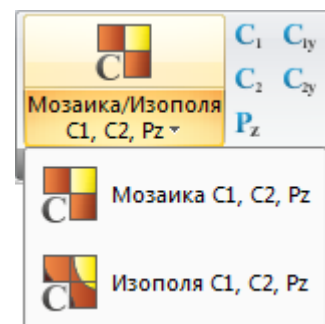 C
Мозаика/Изополя
C1, C2, Pz
C₁ C₁y
C₂ C₂y
Pz
C Мозаика C1, C2, Pz
C Изополя C1, C2, Pz